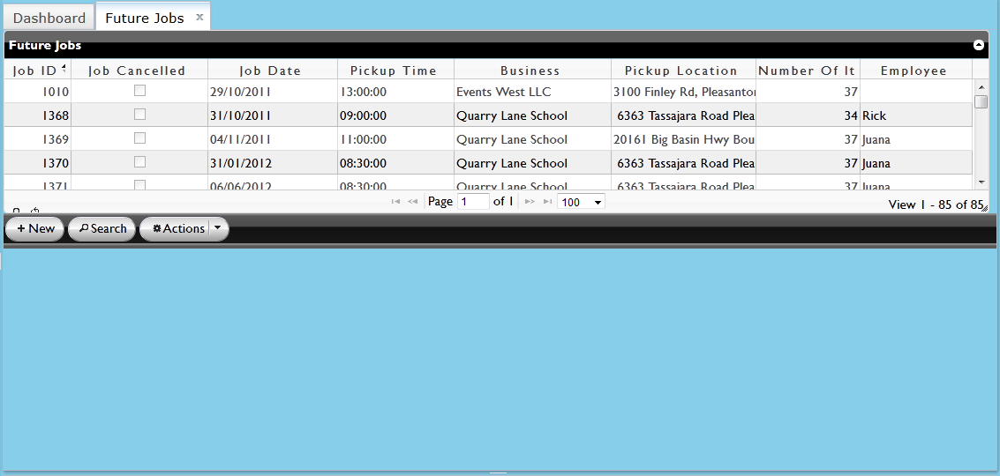 Dashboard Future Jobs x
Future Jobs
Job ID Job Cancelled Job Date Pickup Time Business Pickup Location Number Of It Employee
1010 29/10/2011 13:00:00 Events West LLC 3100 Finley Rd, Pleasanton 37
1368 31/10/2011 09:00:00 Quarry Lane School 6363 Tassajara Road Plea 34 Rick
1369 04/11/2011 11:00:00 Quarry Lane School 20161 Big Basin Hwy Bou 37 Juana
1370 31/01/2012 08:30:00 Quarry Lane School 6363 Tassajara Road Plea 37 Juana
1371 06/06/2012 08:30:00 Quarry Lane School 6363 Tassajara Road Plea 37 Juana
Page 1 of 1 100 View 1 - 85 of 85
New Search Actions